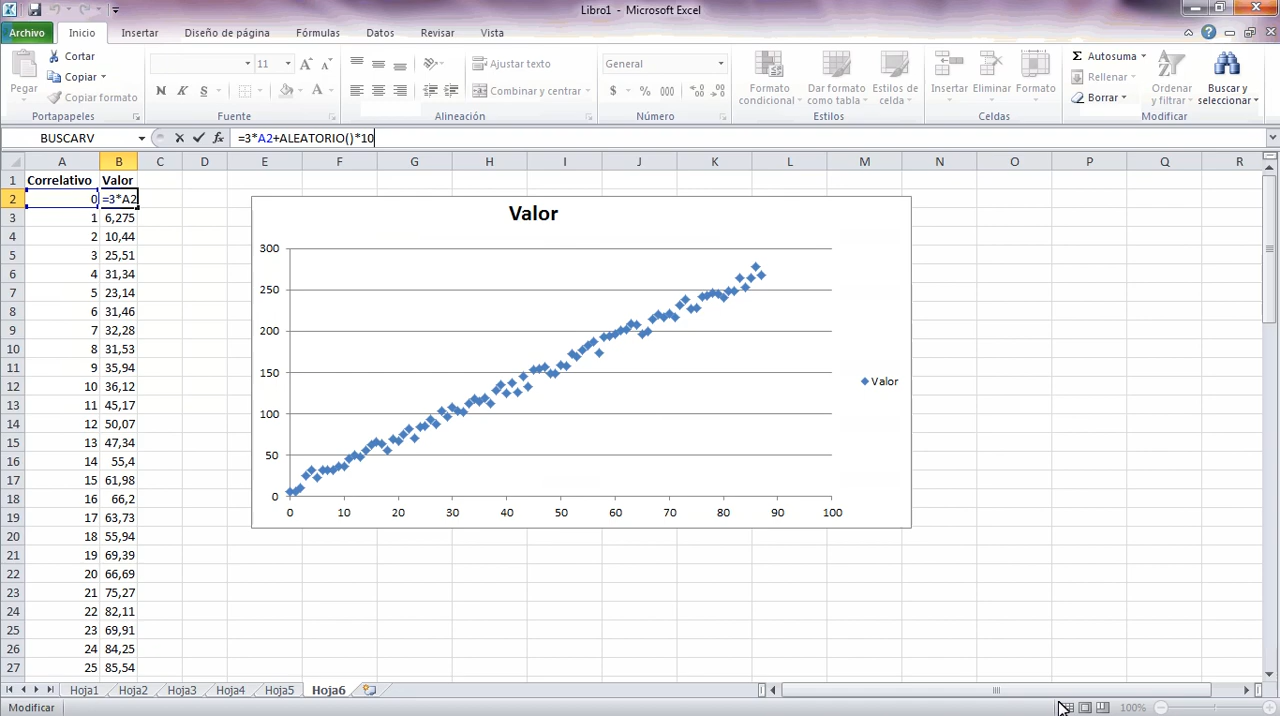 Libro1 - Microsoft Excel
Archivo Inicio Insertar Diseño de página Fórmulas Datos Revisar Vista
Pegar
Cortar
Copiar
Copiar formato
Portapapeles
11
N K S
Fuente
Ajustar texto
Combinar y centrar
Alineación
General
$ % 000
Número
Formato condicional
Dar formato como tabla
Estilos de celda
Estilos
Insertar Eliminar Formato
Celdas
Autosuma
Rellenar
Borrar
Ordenar y filtrar
Buscar y seleccionar
Modificar
BUSCARV =3*A2+ALEATORIO()*10
A B C D E F G H I J K L M N O P Q R
1 Correlativo Valor
2 0 =3*A2
3 1 6,275
4 2 10,44
5 3 25,51
6 4 31,34
7 5 23,14
8 6 31,46
9 7 32,28
10 8 31,53
11 9 35,94
12 10 36,12
13 11 45,17
14 12 50,07
15 13 47,34
16 14 55,4
17 15 61,98
18 16 66,2
19 17 63,73
20 18 55,94
21 19 69,39
22 20 66,69
23 21 75,27
24 22 82,11
25 23 69,91
26 24 84,25
27 25 85,54
Valor
300
250
200
150
100
50
0
0 10 20 30 40 50 60 70 80 90 100
Valor
Hoja1 Hoja2 Hoja3 Hoja4 Hoja5 Hoja6
Modificar 100%